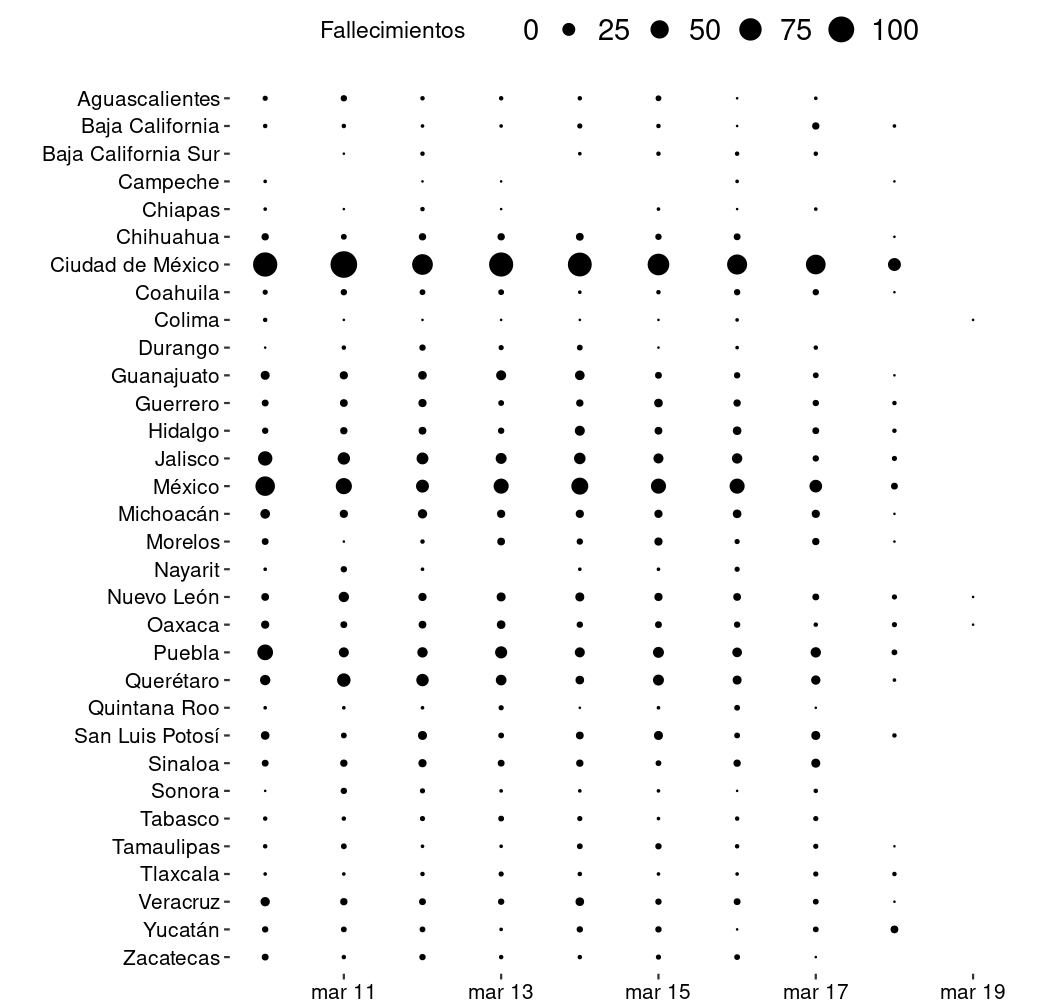 Fallecimientos 0 25 50 75 100
Aguascalientes
Baja California
Baja California Sur
Campeche
Chiapas
Chihuahua
Ciudad de México
Coahuila
Colima
Durango
Guanajuato
Guerrero
Hidalgo
Jalisco
México
Michoacán
Morelos
Nayarit
Nuevo León
Oaxaca
Puebla
Querétaro
Quintana Roo
San Luis Potosí
Sinaloa
Sonora
Tabasco
Tamaulipas
Tlaxcala
Veracruz
Yucatán
Zacatecas
mar 11 mar 13 mar 15 mar 17 mar 19